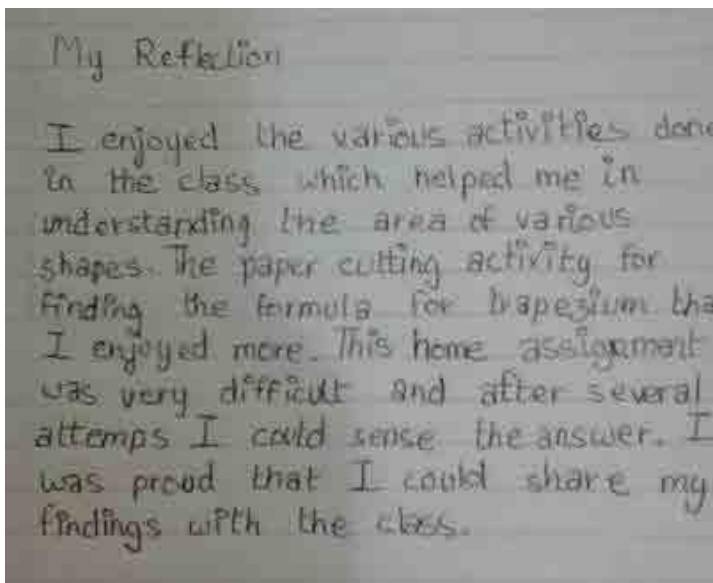 My Reflection
I enjoyed the various activities done
in the class which helped me in
understanding the area of various
shapes. The paper cutting activity for
finding the formula for trapezium tha
I enjoyed more. This home assignment
was very difficult and after several
attemps I could sense the answer. I
was proud that I could share my
findings with the class.